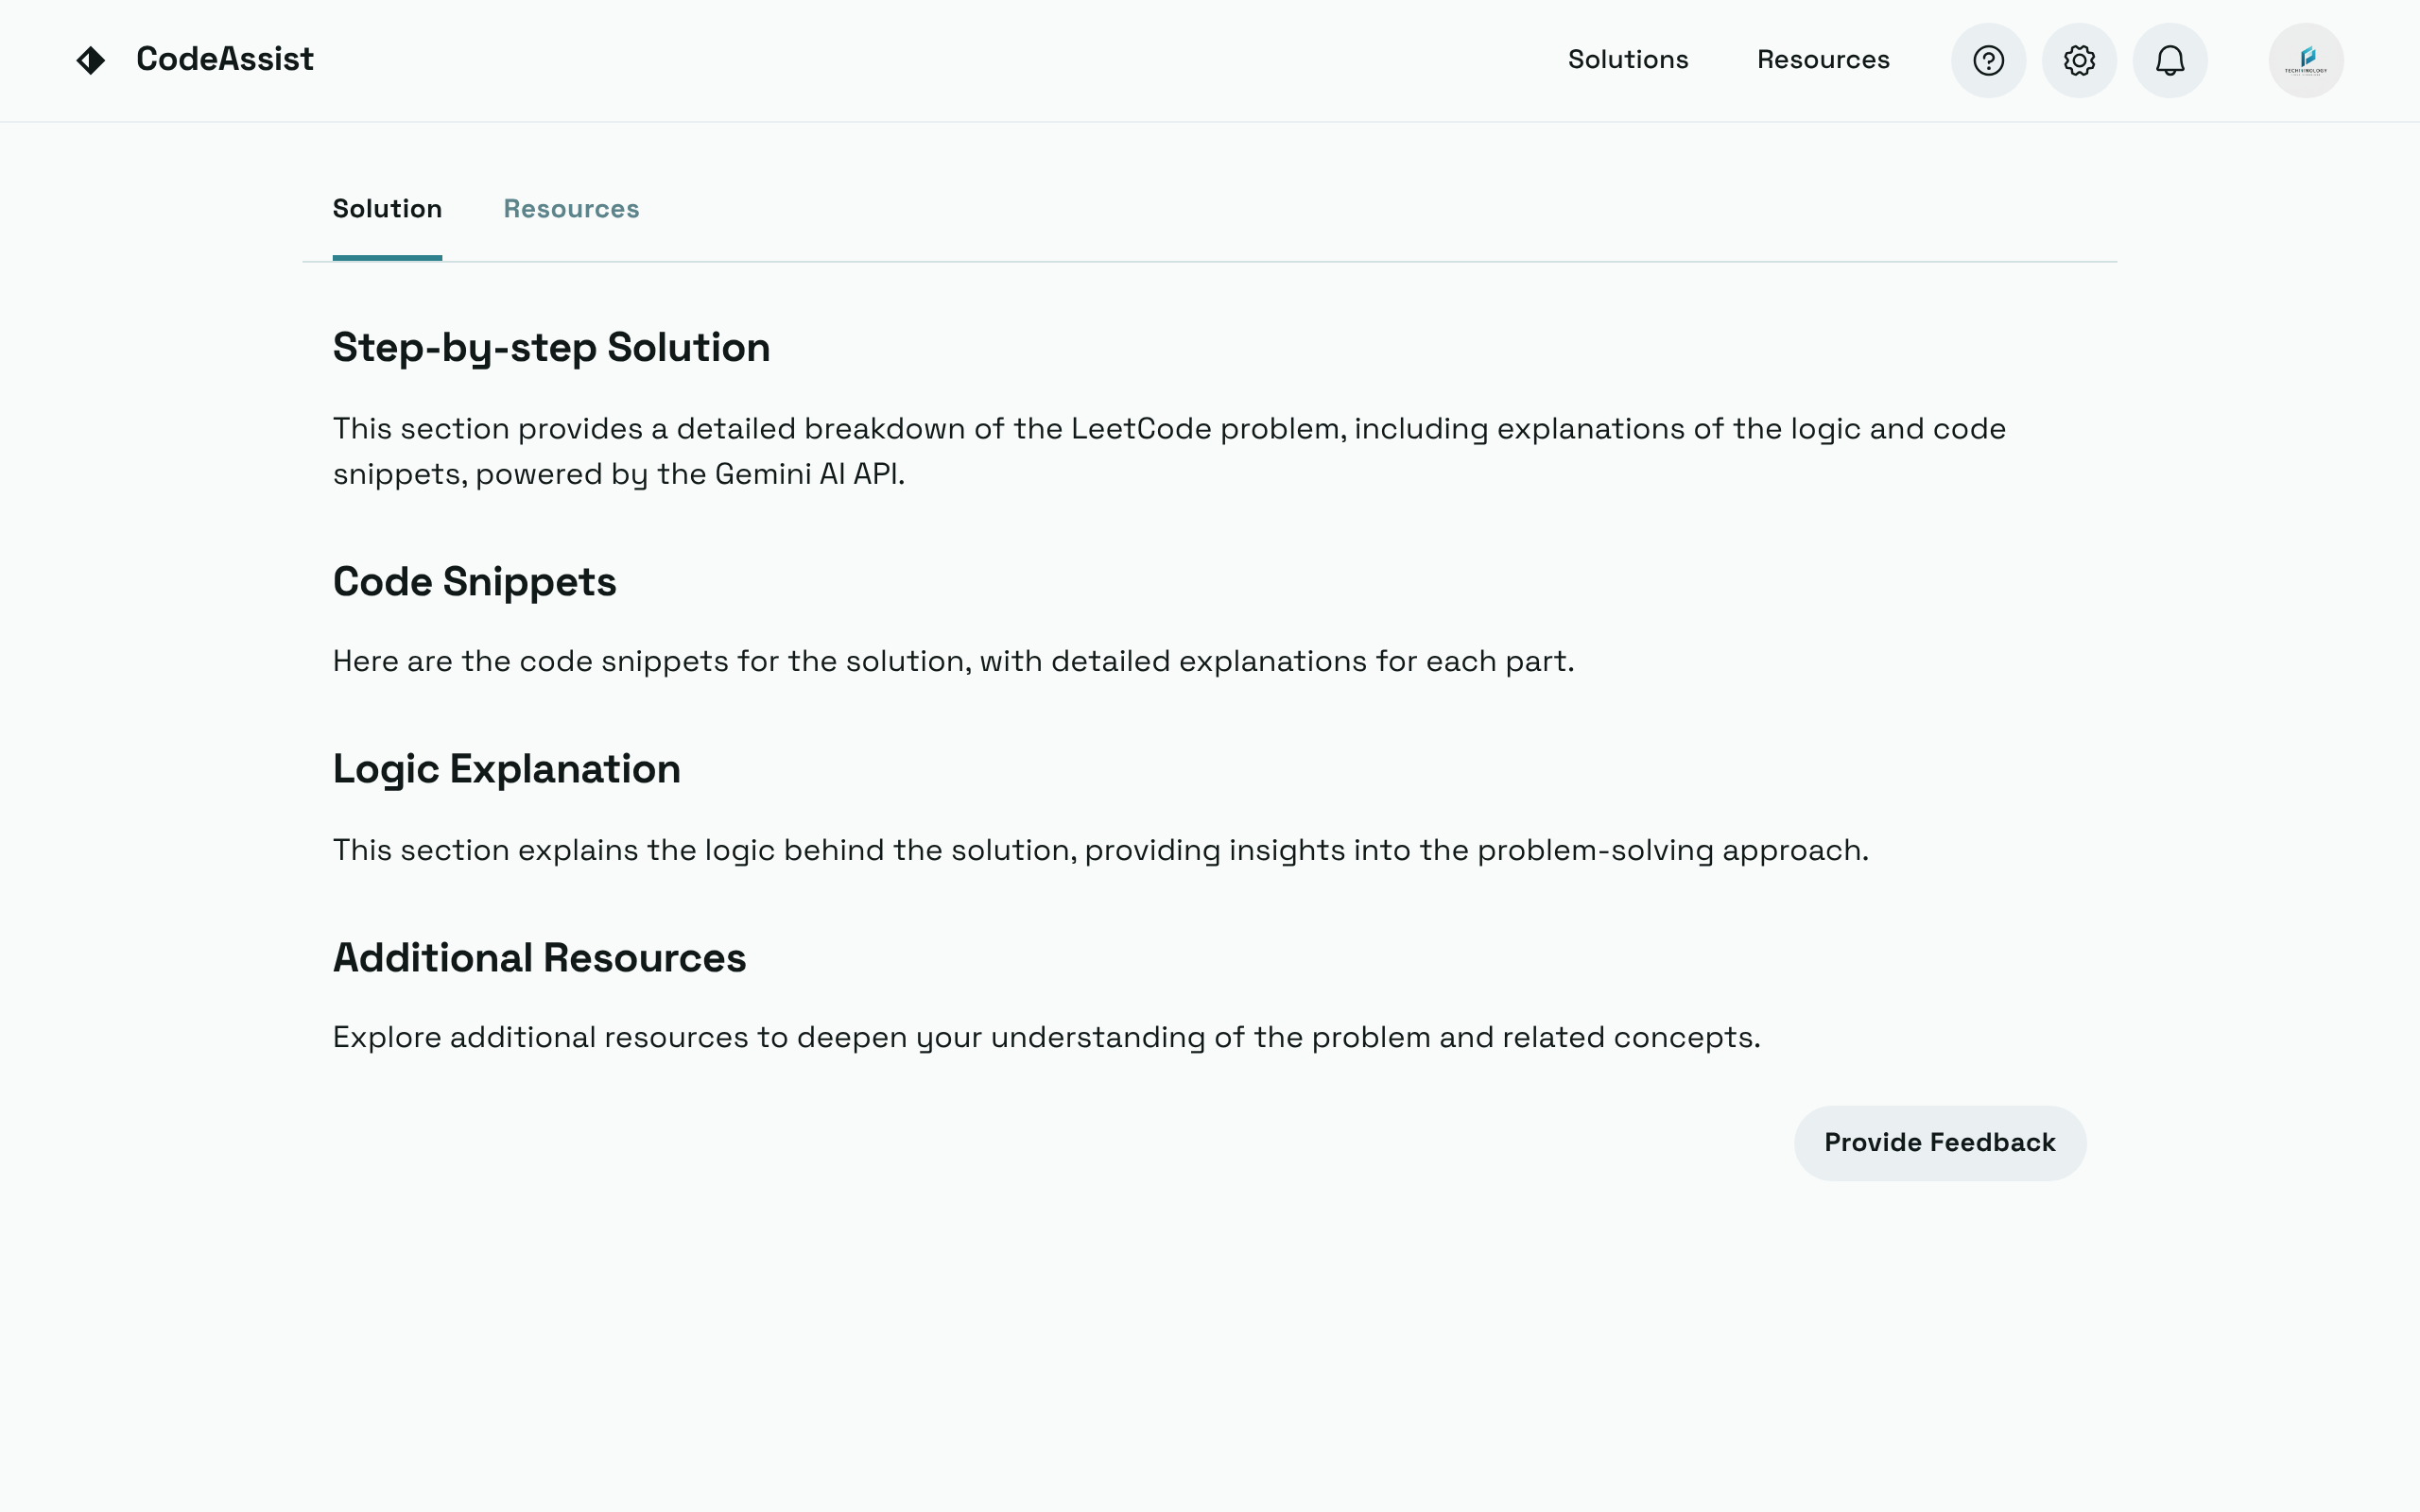 CodeAssist
Solutions
Resources
Solution
Resources
Step-by-step Solution
This section provides a detailed breakdown of the LeetCode problem, including explanations of the logic and code
snippets, powered by the Gemini AI API.
Code Snippets
Here are the code snippets for the solution, with detailed explanations for each part.
Logic Explanation
This section explains the logic behind the solution, providing insights into the problem-solving approach.
Additional Resources
Explore additional resources to deepen your understanding of the problem and related concepts.
Provide Feedback